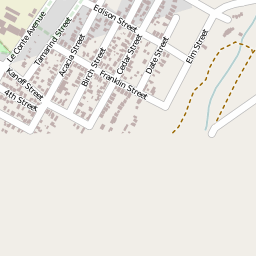 Edison Street
Le Conte Avenue
Tamarind Street
Acacia Street
Birch Street
Cedar Street
Date Street
Elm Street
Kanoff Street
4th Street
Franklin Street